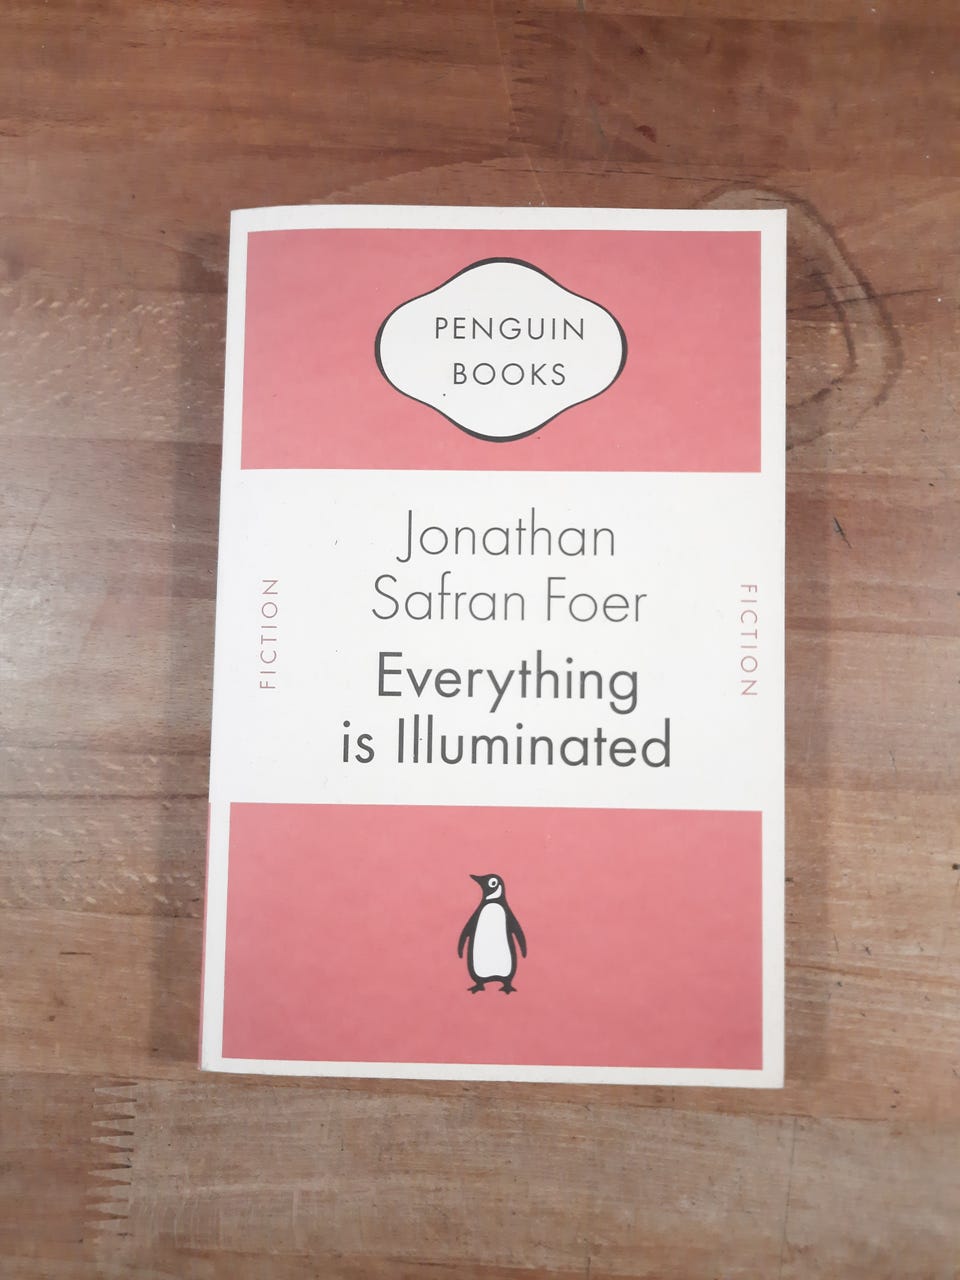 PENGUIN
BOOKS
Jonathan
Safran Foer
Everything
is Illuminated
FICTION
FICTION